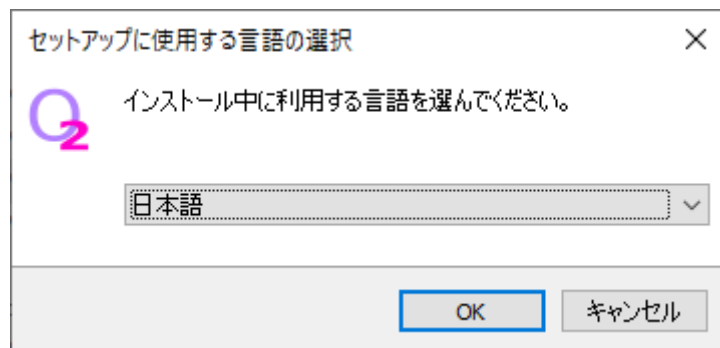 セットアップに使用する言語の選択
O2
インストール中に利用する言語を選んでください。
日本語
OK
キャンセル